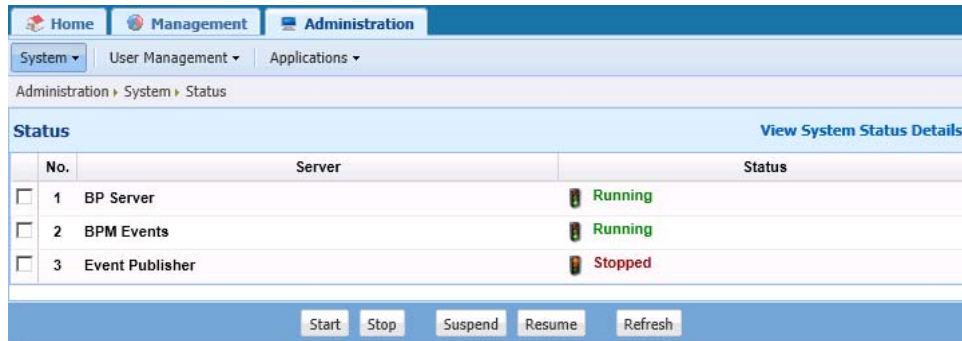 Home Management Administration
System User Management Applications
Administration System Status
Status View System Status Details
No. Server Status
1 BP Server Running
2 BPM Events Running
3 Event Publisher Stopped
Start Stop Suspend Resume Refresh